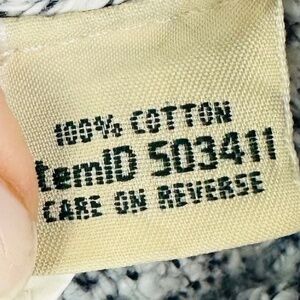 100% COTTON
temID 503411
CARE ON REVERSE